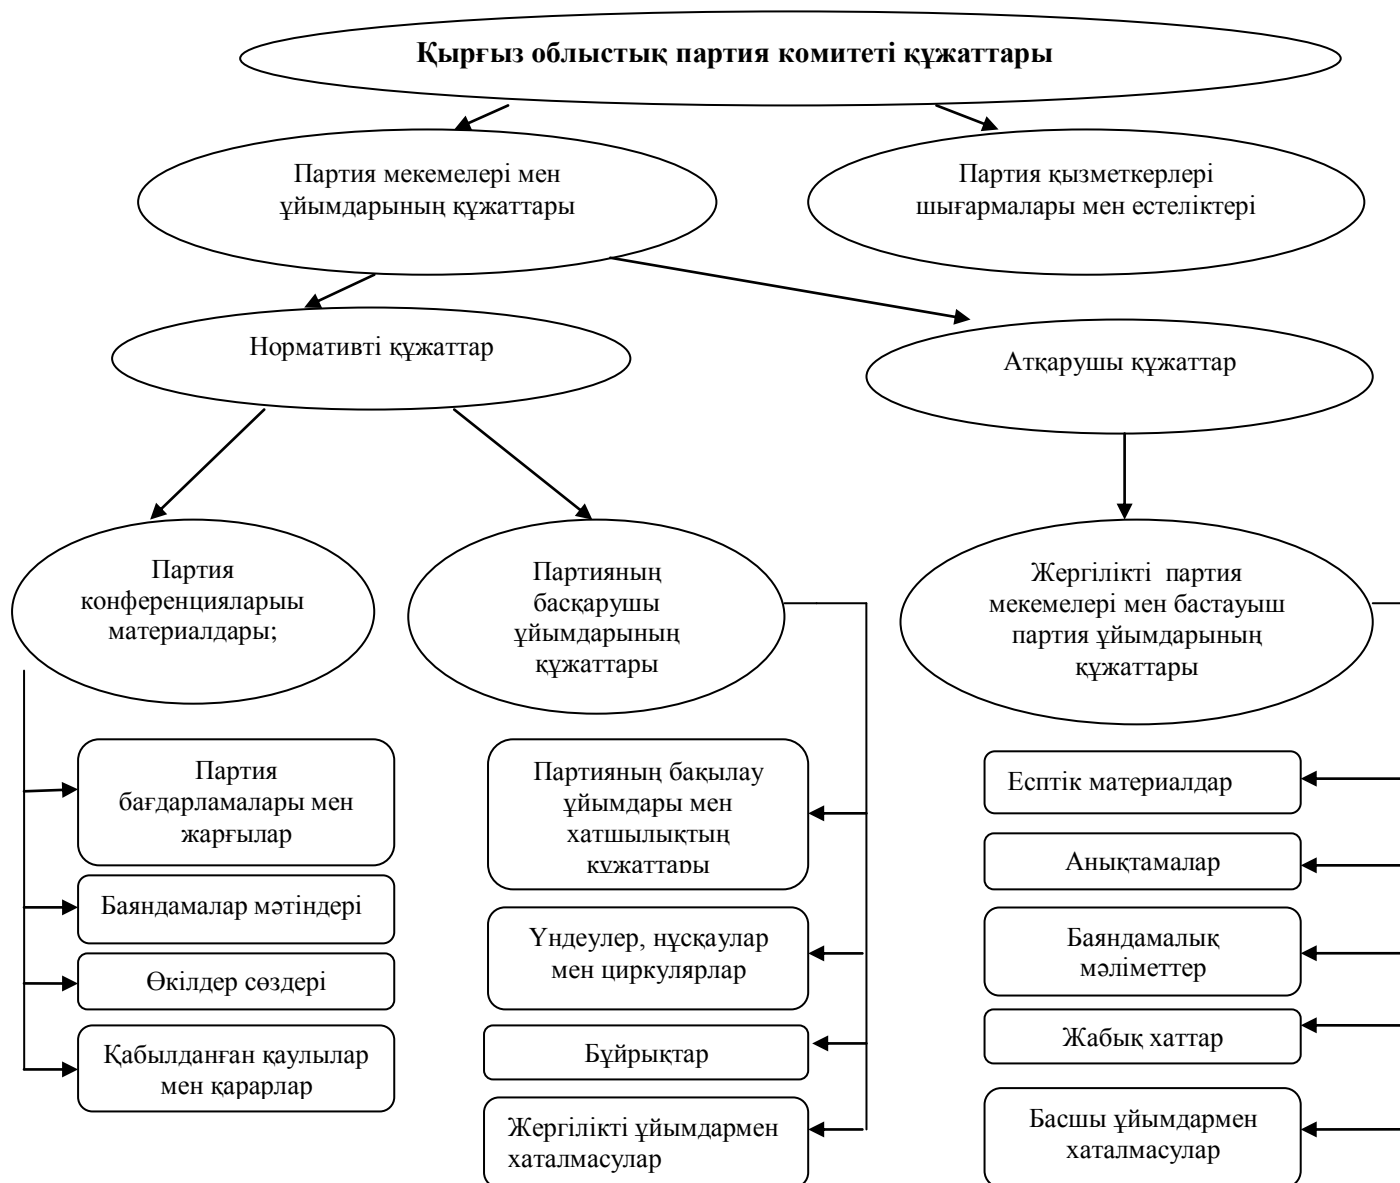 Қырғыз облыстық партия комитеті құжаттары
Партия мекемелері мен
ұйымдарының құжаттары
Партия қызметкерлері
шығармалары мен естеліктері
Нормативті құжаттар
Атқарушы құжаттар
Партия
конференцияларыы
материалдары;
Партияның
басқарушы
ұйымдарының
құжаттары
Жергілікті партия
мекемелері мен бастауыш
партия ұйымдарының
құжаттары
Партия
бағдарламалары мен
жарғылар
Баяндамалар мәтіндері
Өкілдер сөздері
Қабылданған қаулылар
мен қарарлар
Партияның бақылау
ұйымдары мен
хатшылықтың
құжаттары
Үндеулер, нұсқаулар
мен циркулярлар
Бұйрықтар
Жергілікті ұйымдармен
хаталмасулар
Есптік материалдар
Анықтамалар
Баяндамалық
мәліметтер
Жабық хаттар
Басшы ұйымдармен
хаталмасулар